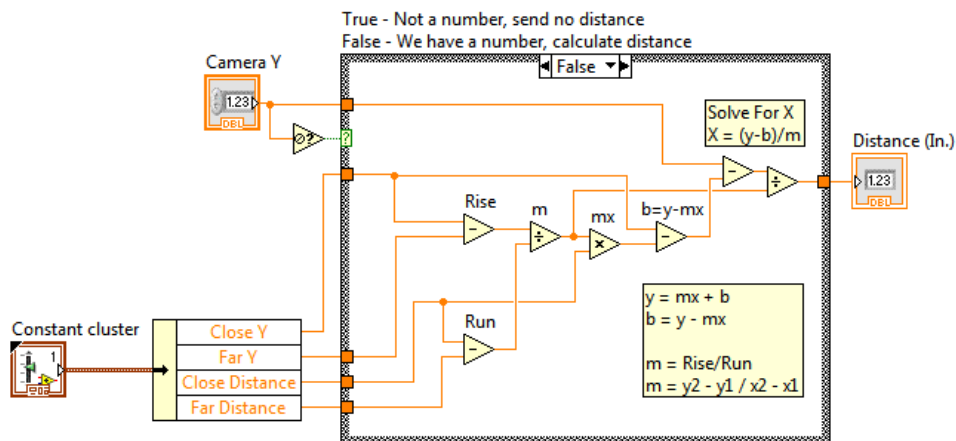 True - Not a number, send no distance
False - We have a number, calculate distance
False
Camera Y
1.23
DBL
?
?
Solve For X
X = (y-b)/m
Distance (In.)
1.23
DBL
Rise
m
mx
b=y-mx
Run
y = mx + b
b = y - mx
m = Rise/Run
m = y2 - y1 / x2 - x1
Constant cluster
1
Close Y
Far Y
Close Distance
Far Distance